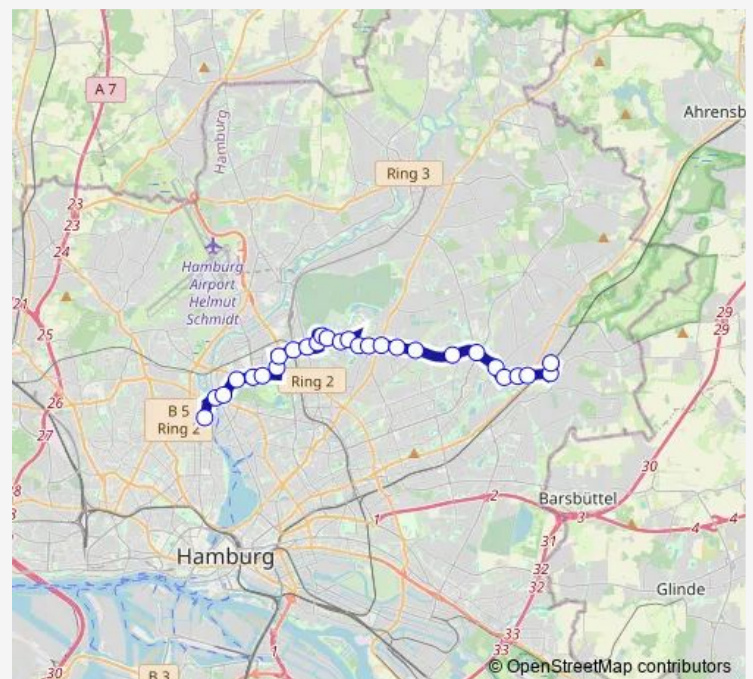 A 7
Ahrensb
Hamburg
Ring 3
23
23
24
Hamburg
Airport
Helmut
Schmidt
21
25
29
29
Ring 2
26
B 5
Ring 2
27
30
8
2
Barsbüttel
3
1
3
4
4
31
Hamburg
32
32
Glinde
33
33
1
30
B 3
© OpenStreetMap contributors